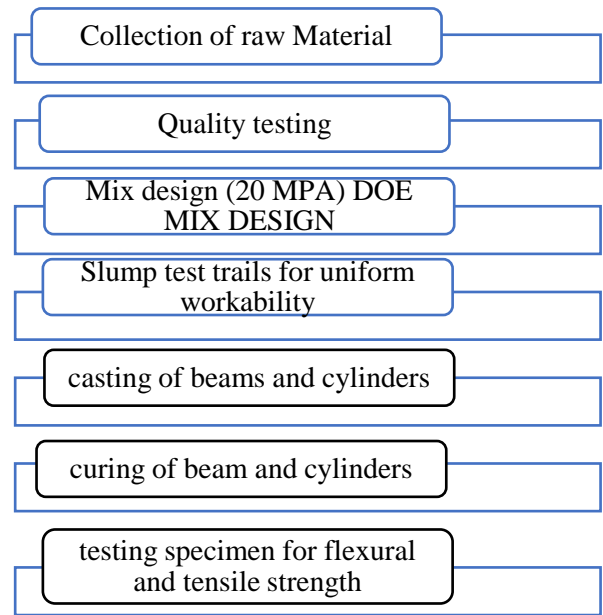 Collection of raw Material
Quality testing
Mix design (20 MPA) DOE
MIX DESIGN
Slump test trails for uniform
workability
casting of beams and cylinders
curing of beam and cylinders
testing specimen for flexural
and tensile strength